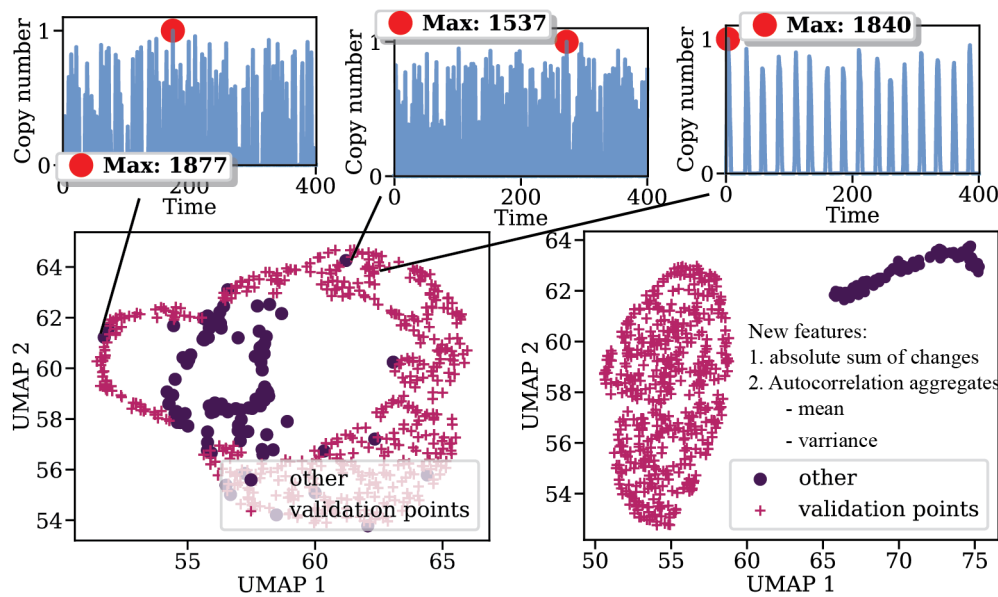 Max: 1877
Copy number
1
0
0
200
400
Time
Max: 1537
Copy number
1
0
0
200
400
Time
Max: 1840
Copy number
1
0
0
200
400
Time
UMAP 2
64
62
60
58
56
54
55
60
65
UMAP 1
other
validation points
UMAP 2
64
62
60
58
56
54
50
55
60
65
70
75
UMAP 1
New features:
1. absolute sum of changes
2. Autocorrelation aggregates
- mean
- varriance
other
validation points